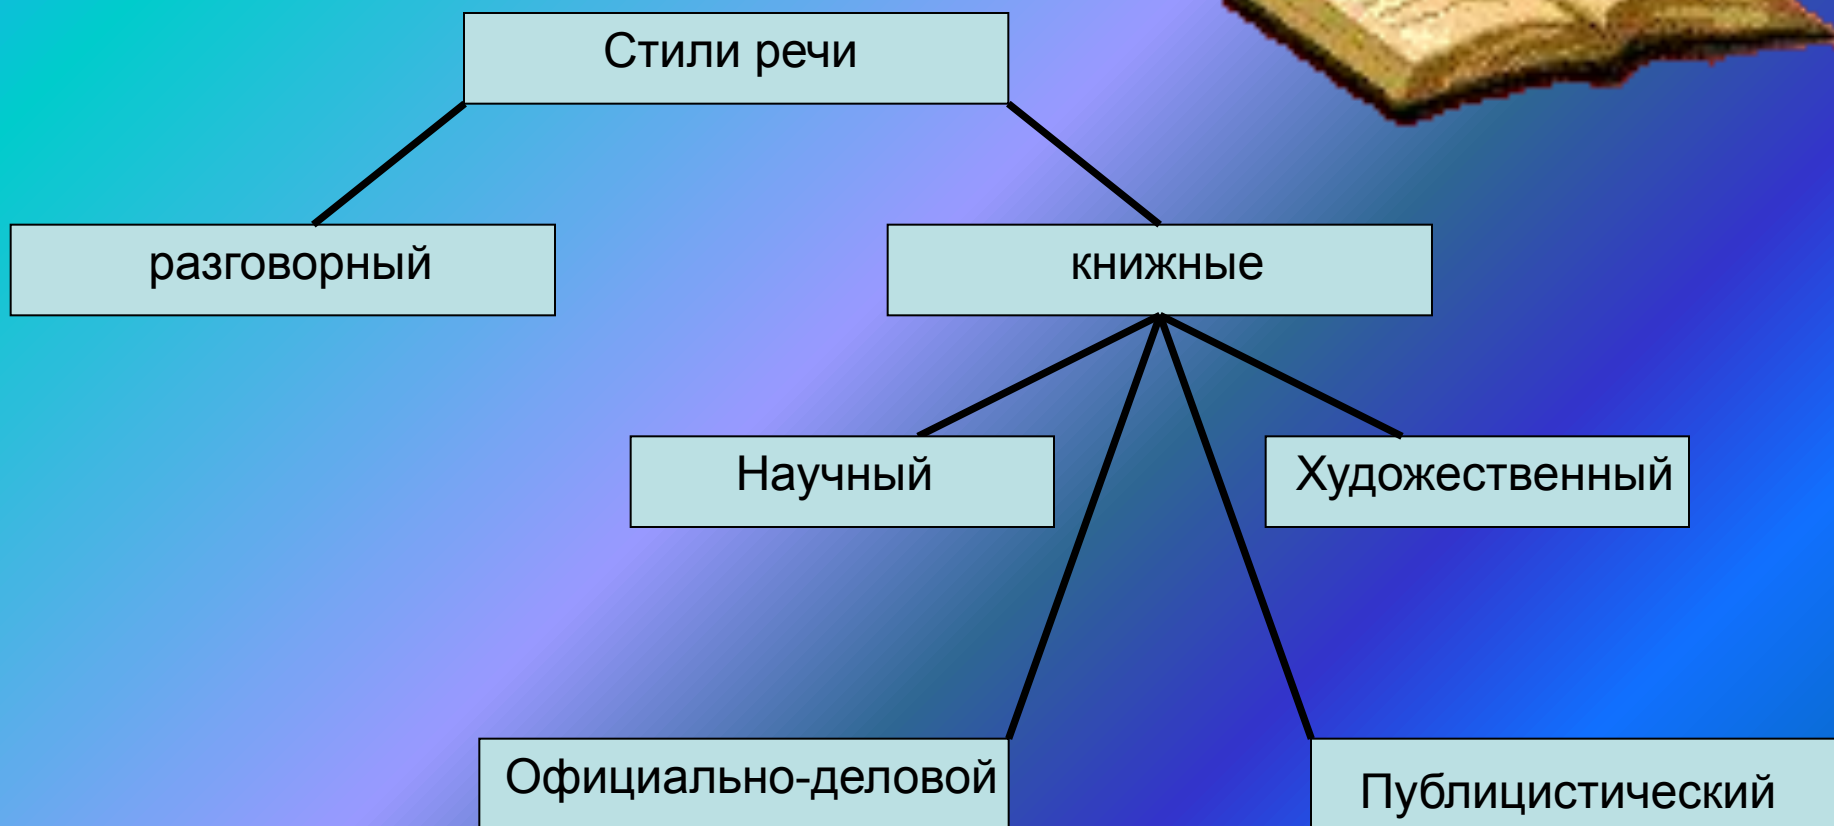 Стили речи
разговорный
книжные
Научный
Художественный
Официально-деловой
Публицистический